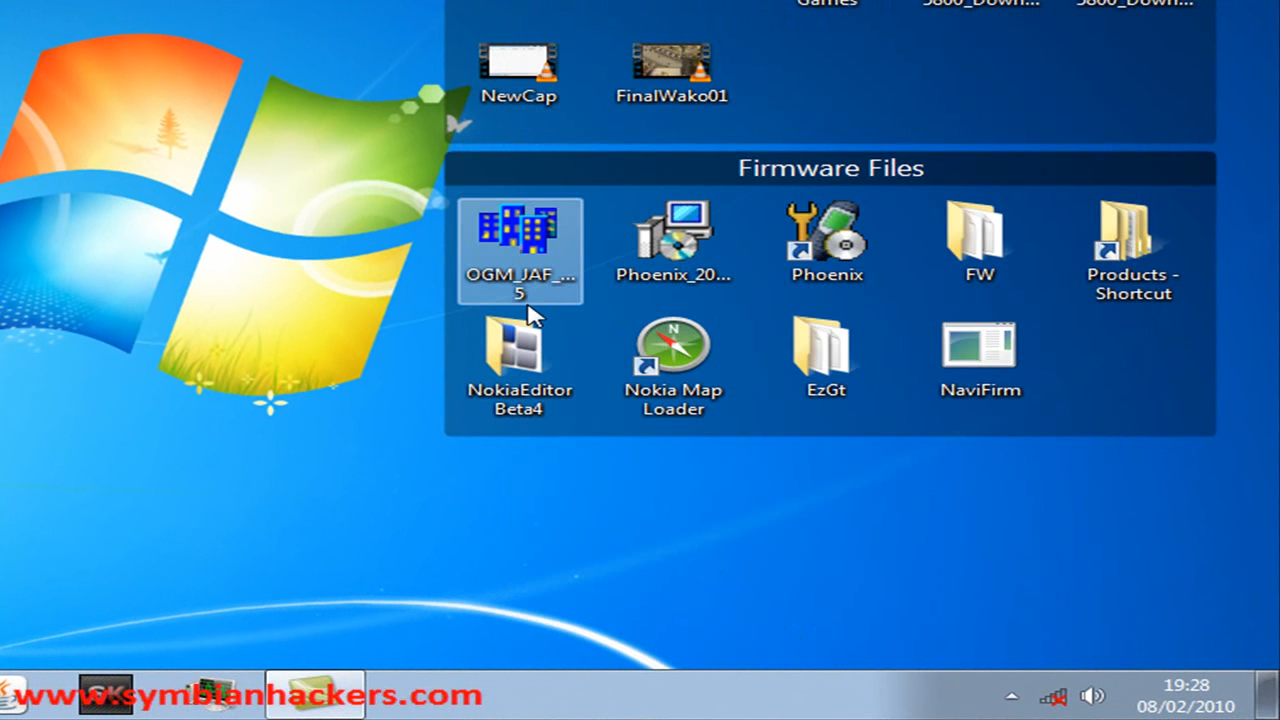 Games
5800_Down...
5800_Down...
NewCap
FinalWako01
Firmware Files
OGM_JAF_...
5
Phoenix_20...
Phoenix
FW
Products -
Shortcut
NokiaEditor
Beta4
Nokia Map
Loader
EzGt
NaviFirm
N
www.symbianhackers.com
19:28
08/02/2010